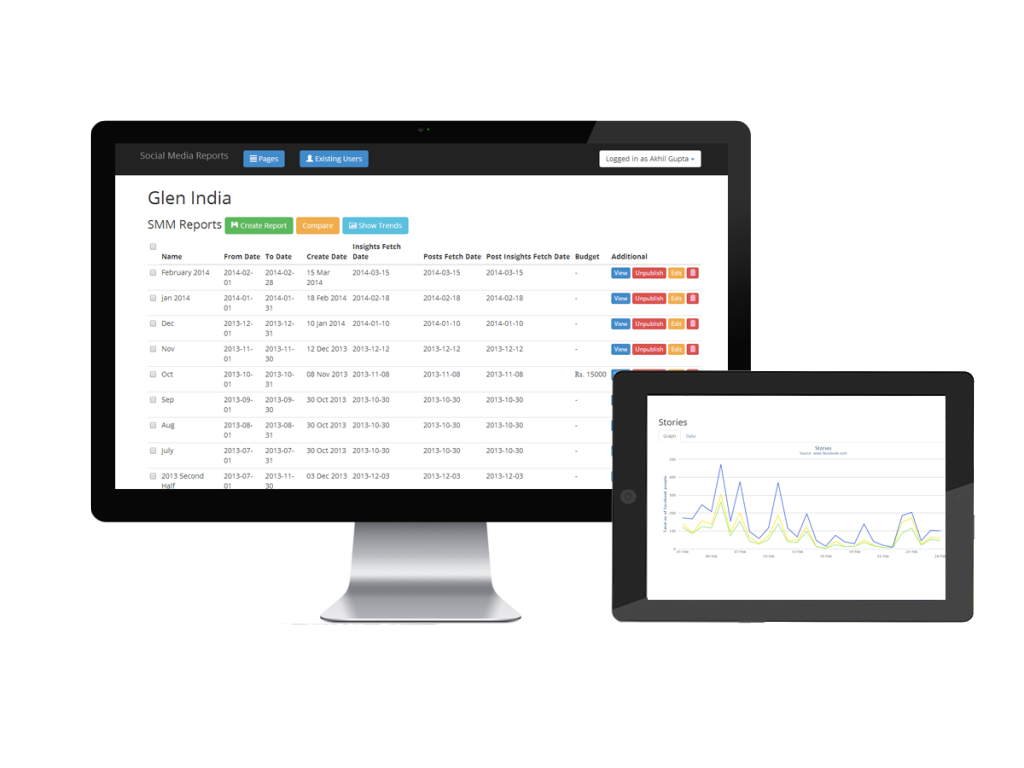 Social Media Reports Pages Existing Users Logged in as Akhil Gupta
Glen India
SMM Reports Create Report Compare Show Trends
Name From Date To Date Create Date Insights Fetch Date Posts Fetch Date Post Insights Fetch Date Budget Additional
February 2014 2014-02-01 2014-02-28 15 Mar 2014 2014-03-15 2014-03-15 2014-03-15 - View Unpublish Edit
Jan 2014 2014-01-01 2014-01-31 18 Feb 2014 2014-02-18 2014-02-18 2014-02-18 - View Unpublish Edit
Dec 2013-12-01 2013-12-31 10 Jan 2014 2014-01-10 2014-01-10 2014-01-10 - View Unpublish Edit
Nov 2013-11-01 2013-11-30 12 Dec 2013 2013-12-12 2013-12-12 2013-12-12 - View Unpublish Edit
Oct 2013-10-01 2013-10-31 08 Nov 2013 2013-11-08 2013-11-08 2013-11-08 Rs. 15000
Sep 2013-09-01 2013-09-30 30 Oct 2013 2013-10-30 2013-10-30 2013-10-30 -
Aug 2013-08-01 2013-08-31 30 Oct 2013 2013-10-30 2013-10-30 2013-10-30 -
July 2013-07-01 2013-07-31 30 Oct 2013 2013-10-30 2013-10-30 2013-10-30 -
2013 Second Half 2013-07-01 2013-11-30 03 Dec 2013 2013-12-03 2013-12-03 2013-12-03 -
Stories
Graph Data
Stories
Source: www.facebook.com